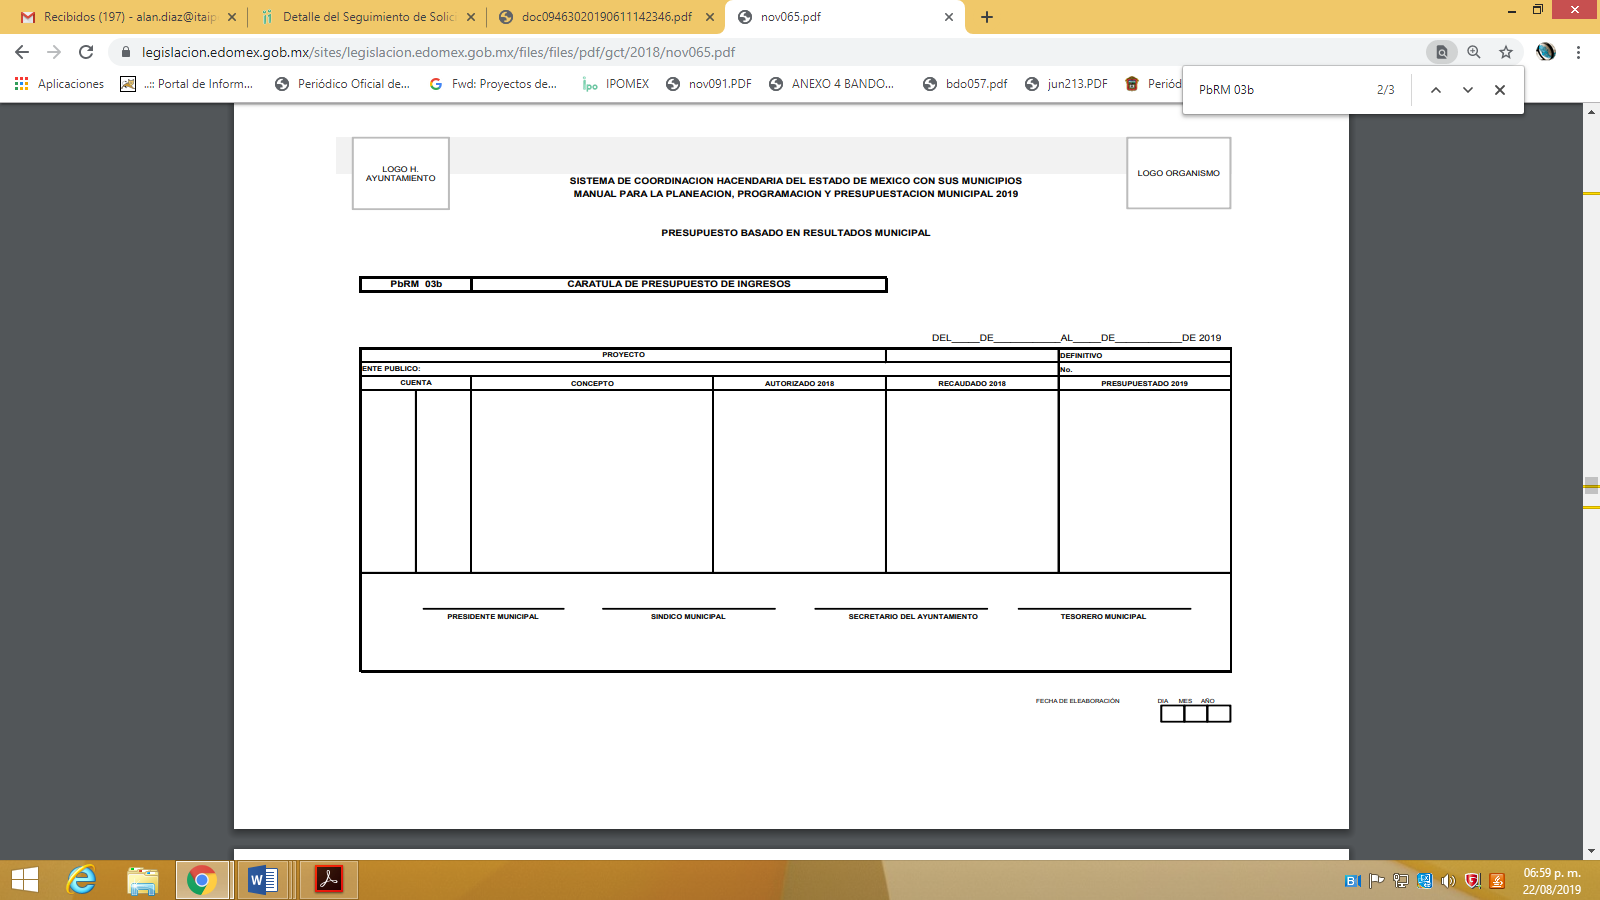 Recibidos (197) - alan.diaz@itaip
Detalle del Seguimiento de Solic
doc09463020190611142346.pdf
nov065.pdf
legislacion.edomex.gob.mx/sites/legislacion.edomex.gob.mx/files/files/pdf/gct/2018/nov065.pdf
Aplicaciones
..:: Portal de Inform...
Periódico Oficial de...
Fwd: Proyectos de...
IPOMEX
nov091.PDF
ANEXO 4 BANDO...
bdo057.pdf
jun213.PDF
Periód
PbRM 03b 2/3
LOGO H.
AYUNTAMIENTO
LOGO ORGANISMO
SISTEMA DE COORDINACION HACENDARIA DEL ESTADO DE MEXICO CON SUS MUNICIPIOS
MANUAL PARA LA PLANEACION, PROGRAMACION Y PRESUPUESTACION MUNICIPAL 2019
PRESUPUESTO BASADO EN RESULTADOS MUNICIPAL
PbRM 03b CARATULA DE PRESUPUESTO DE INGRESOS
DEL_____DE____________AL_____DE____________DE 2019
PROYECTO DEFINITIVO
ENTE PUBLICO: No.
CUENTA CONCEPTO AUTORIZADO 2018 RECAUDADO 2018 PRESUPUESTADO 2019
PRESIDENTE MUNICIPAL SINDICO MUNICIPAL SECRETARIO DEL AYUNTAMIENTO TESORERO MUNICIPAL
FECHA DE ELEABORACIÓN DIA MES AÑO
06:59 p. m.
22/08/2019